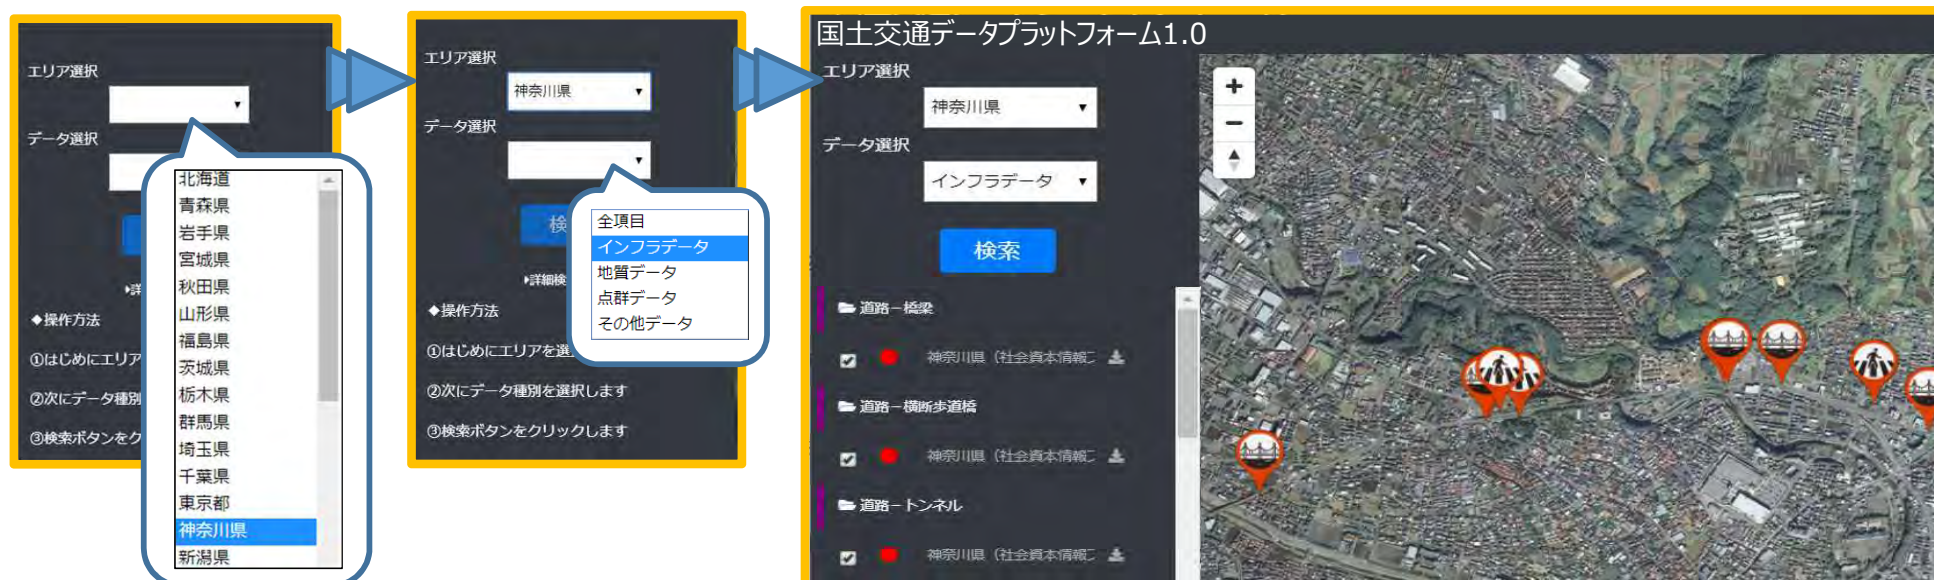 エリア選択
データ選択
北海道
青森県
岩手県
宮城県
秋田県
山形県
福島県
茨城県
栃木県
群馬県
埼玉県
千葉県
東京都
神奈川県
新潟県
▶詳
◆操作方法
①はじめにエリア
②次にデータ種別
③検索ボタンをク
エリア選択
神奈川県
データ選択
全項目
インフラデータ
地質データ
点群データ
その他データ
検
▶詳細検
◆操作方法
①はじめにエリアを選
②次にデータ種別を選択します
③検索ボタンをクリックします
国土交通データプラットフォーム1.0
エリア選択
神奈川県
データ選択
インフラデータ
検索
道路－橋梁
神奈川県（社会資本情報プ
道路－横断歩道橋
神奈川県（社会資本情報プ
道路－トンネル
神奈川県（社会資本情報プ